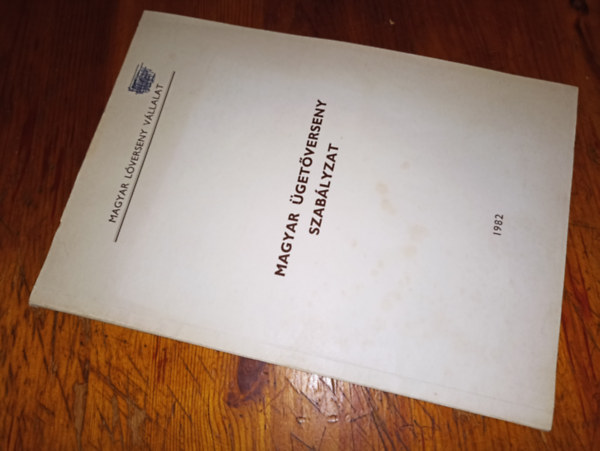 MAGYAR LÓVERSENY VÁLLALAT
MAGYAR ÜGETŐVERSENY
SZABÁLYZAT
1982